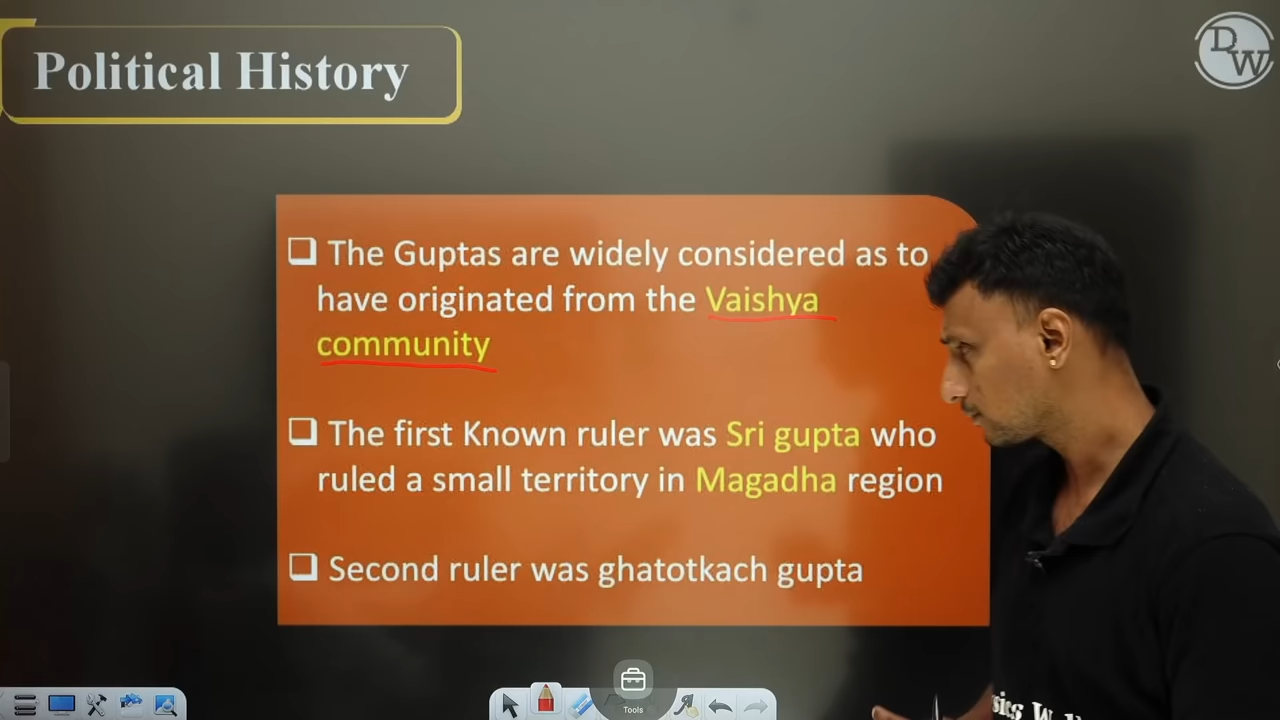 Political History
DW
❑ The Guptas are widely considered as to
have originated from the Vaishya
community
❑ The first Known ruler was Sri gupta who
ruled a small territory in Magadha region
❑ Second ruler was ghatotkach gupta
Tools